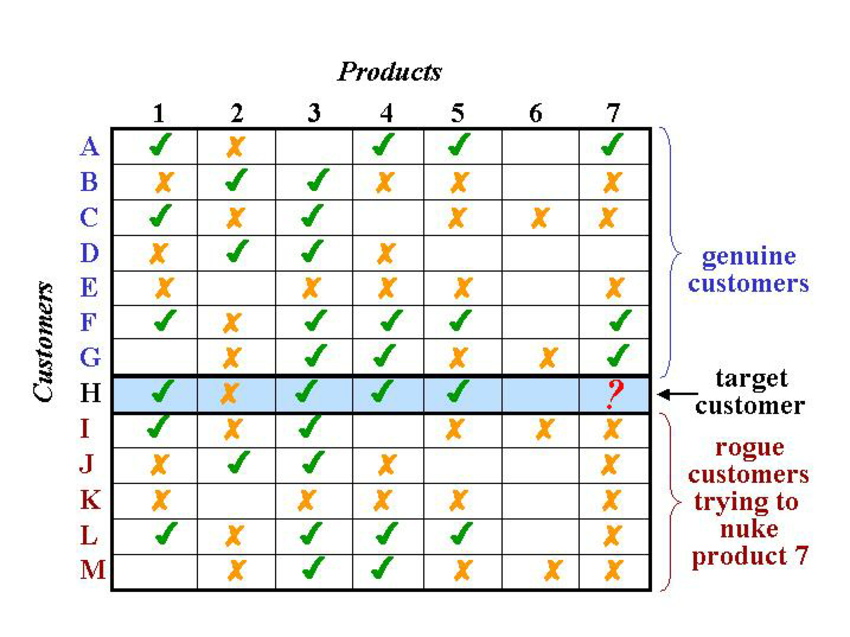 Products
1 2 3 4 5 6 7
Customers
A ✓ ✗ ✓ ✓ ✓
B ✗ ✓ ✓ ✗ ✗ ✗
C ✓ ✗ ✓ ✗ ✗ ✗
D ✗ ✓ ✓ ✗
E ✗ ✗ ✗ ✗ ✗
F ✓ ✗ ✓ ✓ ✓ ✓
G ✗ ✓ ✓ ✗ ✗ ✓
H ✓ ✗ ✓ ✓ ✓ ?
I ✓ ✗ ✓ ✗ ✗ ✗
J ✗ ✓ ✓ ✗ ✗
K ✗ ✗ ✗ ✗ ✗
L ✓ ✗ ✓ ✓ ✓ ✗
M ✗ ✓ ✓ ✗ ✗ ✗
genuine
customers
target
customer
rogue
customers
trying to
nuke
product 7